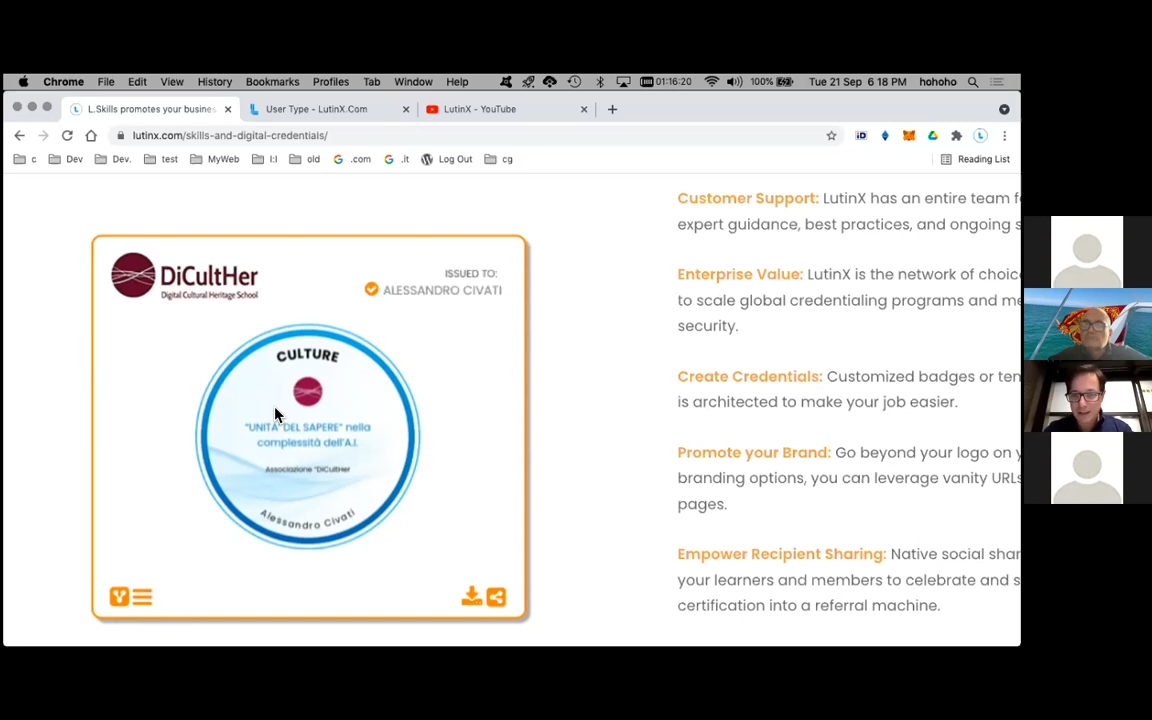 Chrome File Edit View History Bookmarks Profiles Tab Window Help 01:16:20 100% Tue 21 Sep 6:18 PM hohoho
L.Skills promotes your busines User Type - LutinX.Com LutinX - YouTube
lutinx.com/skills-and-digital-credentials/
c Dev Dev. test MyWeb l:l old .com .it Log Out cg Reading List
DiCultHer
Digital Cultural Heritage School
ISSUED TO:
ALESSANDRO CIVATI
CULTURE
"UNITA' DEL SAPERE" nella
complessità dell'A.I.
Associazione "DiCultHer
Alessandro Civati
Customer Support: LutinX has an entire team f
expert guidance, best practices, and ongoing s
Enterprise Value: LutinX is the network of choic
to scale global credentialing programs and me
security.
Create Credentials: Customized badges or ten
is architected to make your job easier.
Promote your Brand: Go beyond your logo on y
branding options, you can leverage vanity URLs
pages.
Empower Recipient Sharing: Native social shar
your learners and members to celebrate and s
certification into a referral machine.